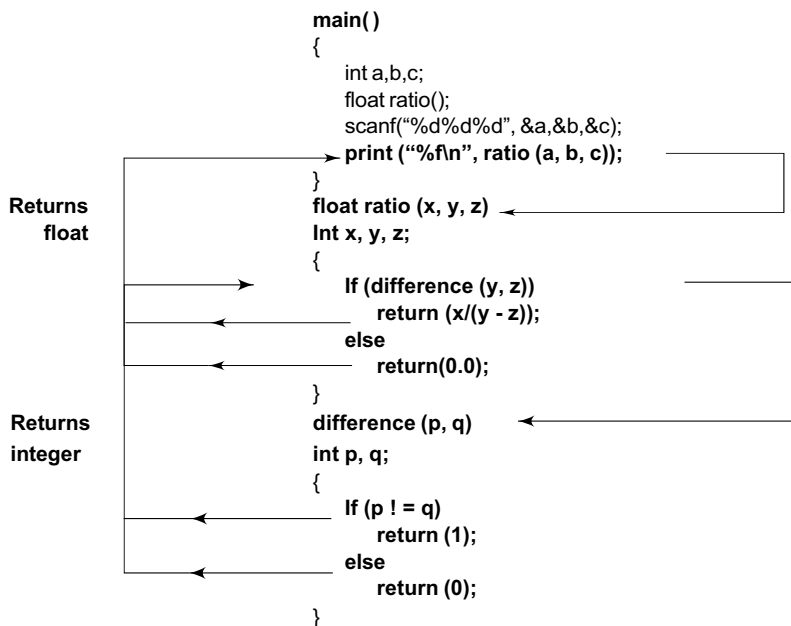 main( )
{
int a,b,c;
float ratio();
scanf(“%d%d%d”, &a,&b,&c);
print (“%f\n”, ratio (a, b, c));
}
Returns float
float ratio (x, y, z)
Int x, y, z;
{
If (difference (y, z))
return (x/(y - z));
else
return(0.0);
}
Returns integer
difference (p, q)
int p, q;
{
If (p ! = q)
return (1);
else
return (0);
}